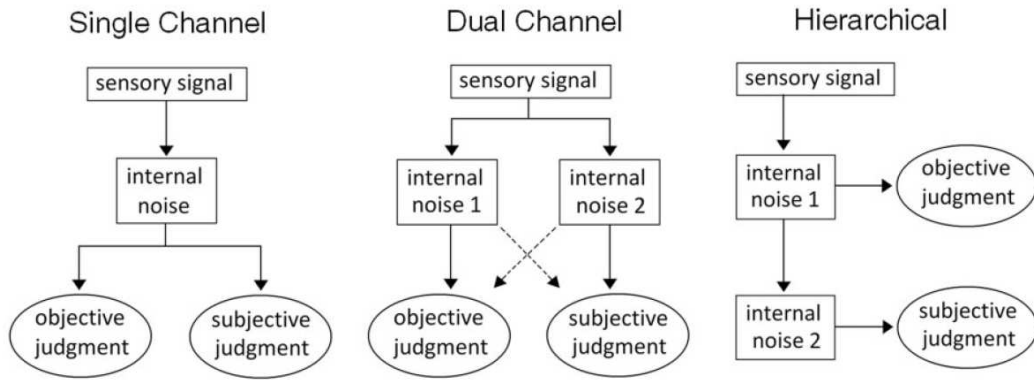 Single Channel
sensory signal
internal
noise
objective
judgment
subjective
judgment
Dual Channel
sensory signal
internal
noise 1
internal
noise 2
objective
judgment
subjective
judgment
Hierarchical
sensory signal
internal
noise 1
objective
judgment
internal
noise 2
subjective
judgment